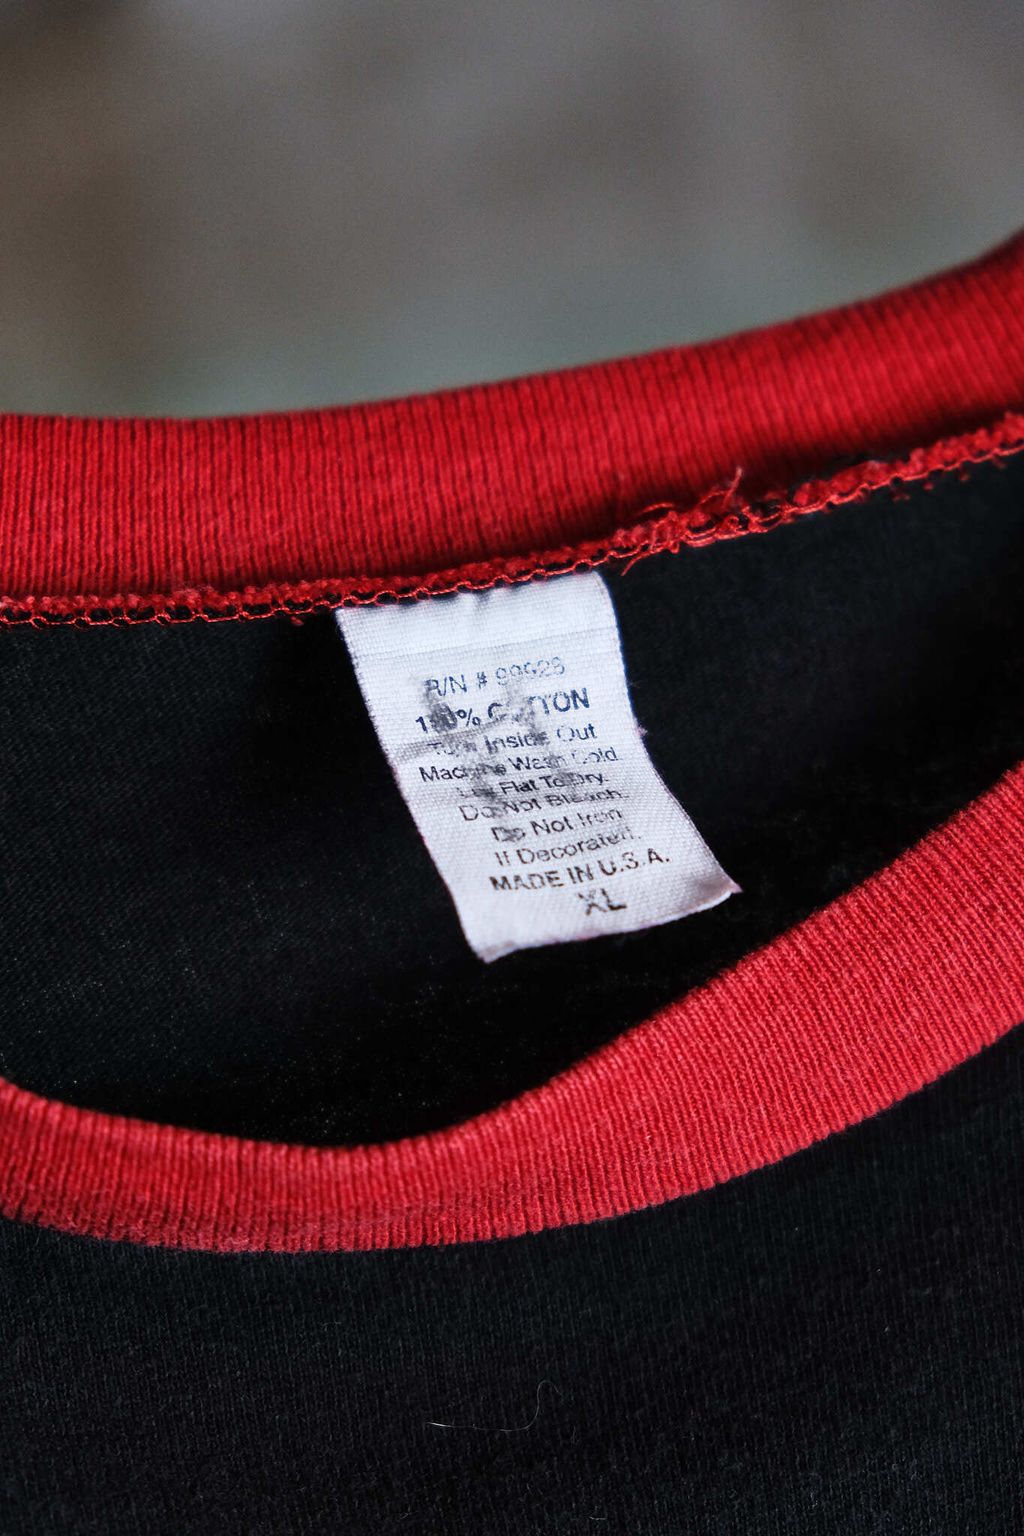 R/N # 99928
100% COTTON
Turn Inside Out
Machine Wash Cold.
Lay Flat To Dry.
Do Not Bleach.
Do Not Iron
If Decorated.
MADE IN U.S.A.
XL